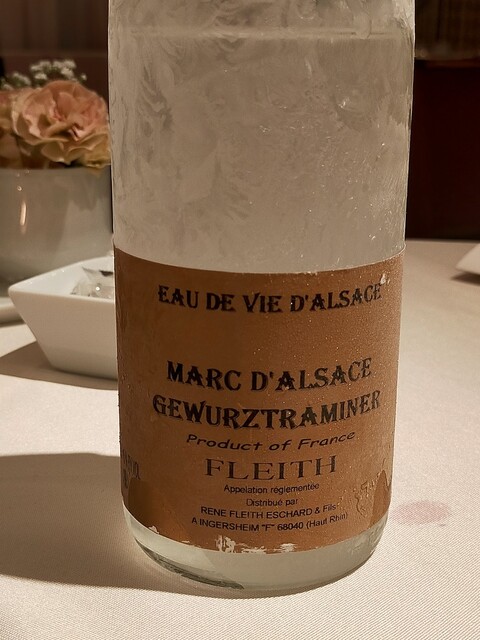 EAU DE VIE D'ALSACE
MARC D'ALSACE
GEWURZTRAMINER
Product of France
FLEITH
Appelation réglementée
Distribué par :
RENE FLEITH ESCHARD & Fils
A INGERSHEIM "F" 68040 (Haut Rhin)